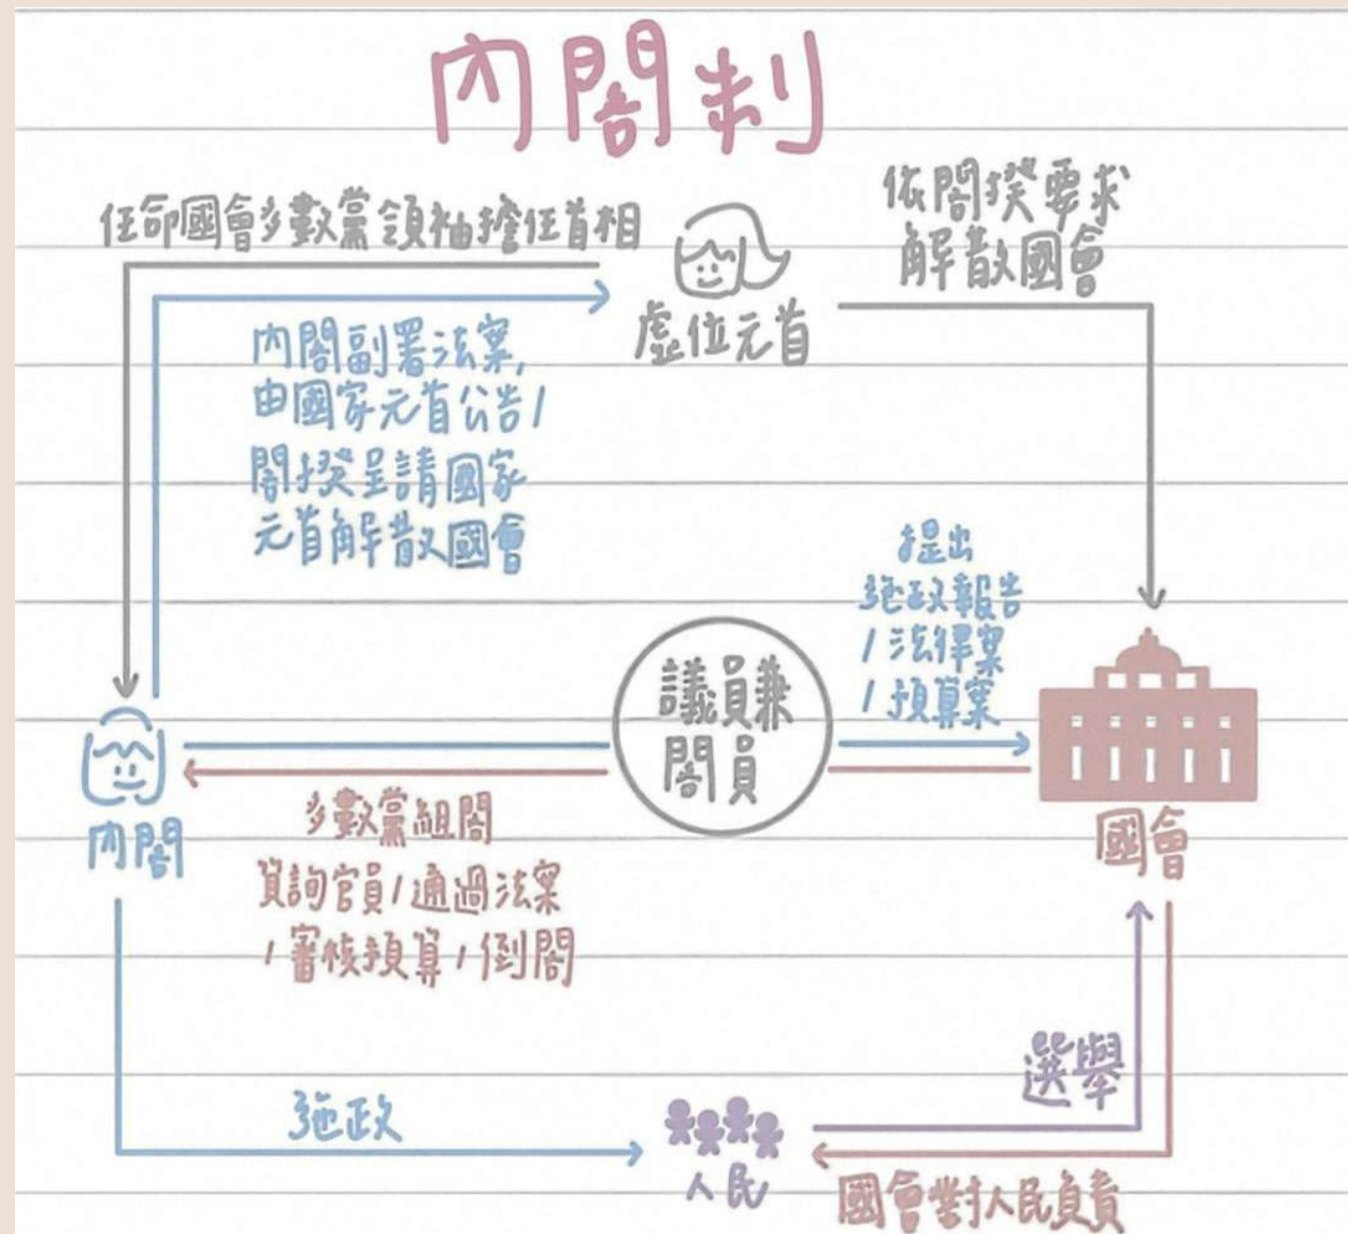 內閣制
任命國會多數黨領袖擔任首相
依閣揆要求
解散國會
虛位元首
內閣副署法案,
由國家元首公告/
閣揆呈請國家
元首解散國會
提出
施政報告
/法律案
/預算案
議員兼
閣員
內閣
多數黨組閣
質詢官員/通過法案
/審核預算/倒閣
國會
選舉
施政
人民
國會對人民負責